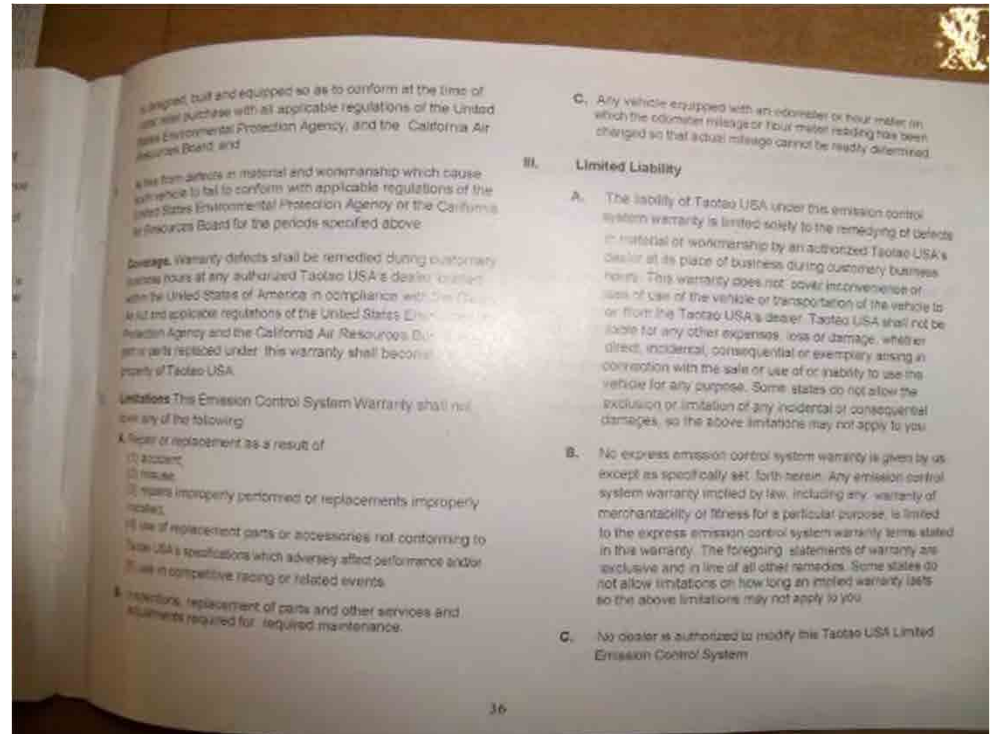 designed, built and equipped so as to conform at the time of
purchase with all applicable regulations of the United
States Environmental Protection Agency, and the California Air
Resources Board, and
is free from defects in material and workmanship which cause
such vehicle to fail to conform with applicable regulations of the
United States Environmental Protection Agency or the California
Air Resources Board for the periods specified above
Coverage. Warranty defects shall be remedied during customary
business hours at any authorized Taotao USA's dealer located
within the United States of America in compliance with the
Act and applicable regulations of the United States
Protection Agency and the California Air Resources
part or parts replaced under this warranty shall become
property of Taotao USA
Limitations This Emission Control System Warranty shall not
cover any of the following:
A. Repair or replacement as a result of
(1) accident,
(2) misuse,
(3) repairs improperly performed or replacements improperly
installed,
(4) use of replacement parts or accessories not conforming to
Taotao USA's specifications which adversely affect performance and/or
(5) use in competitive racing or related events
B. Inspections, replacement of parts and other services and
adjustments required for required maintenance.
C. Any vehicle equipped with an odometer or hour meter on
which the odometer mileage or hour meter reading has been
changed so that actual mileage cannot be readily determined
III. Limited Liability
A. The liability of Taotao USA under this emission control
system warranty is limited solely to the remedying of defects
in material or workmanship by an authorized Taotao USA's
dealer at its place of business during customery business
hours. This warranty does not cover inconvenience or
loss of use of the vehicle or transportation of the vehicle to
or from the Taotao USA's dealer. Taotao USA shall not be
liable for any other expenses, loss or damage, whether
direct, incidental, consequential or exemplary arising in
connection with the sale or use of or inability to use the
vehicle for any purpose. Some states do not allow the
exclusion or limitation of any incidental or consequential
damages, so the above limitations may not apply to you
B. No express emission control system warranty is given by us
except as specifically set forth herein. Any emission control
system warranty implied by law, including any warranty of
merchantability or fitness for a particular purpose, is limited
to the express emission control system warranty terms stated
in this warranty. The foregoing statements of warranty are
exclusive and in line of all other remedies. Some states do
not allow limitations on how long an implied warranty lasts
so the above limitations may not apply to you
C. No dealer is authorized to modify this Taotao USA Limited
Emission Control System
36